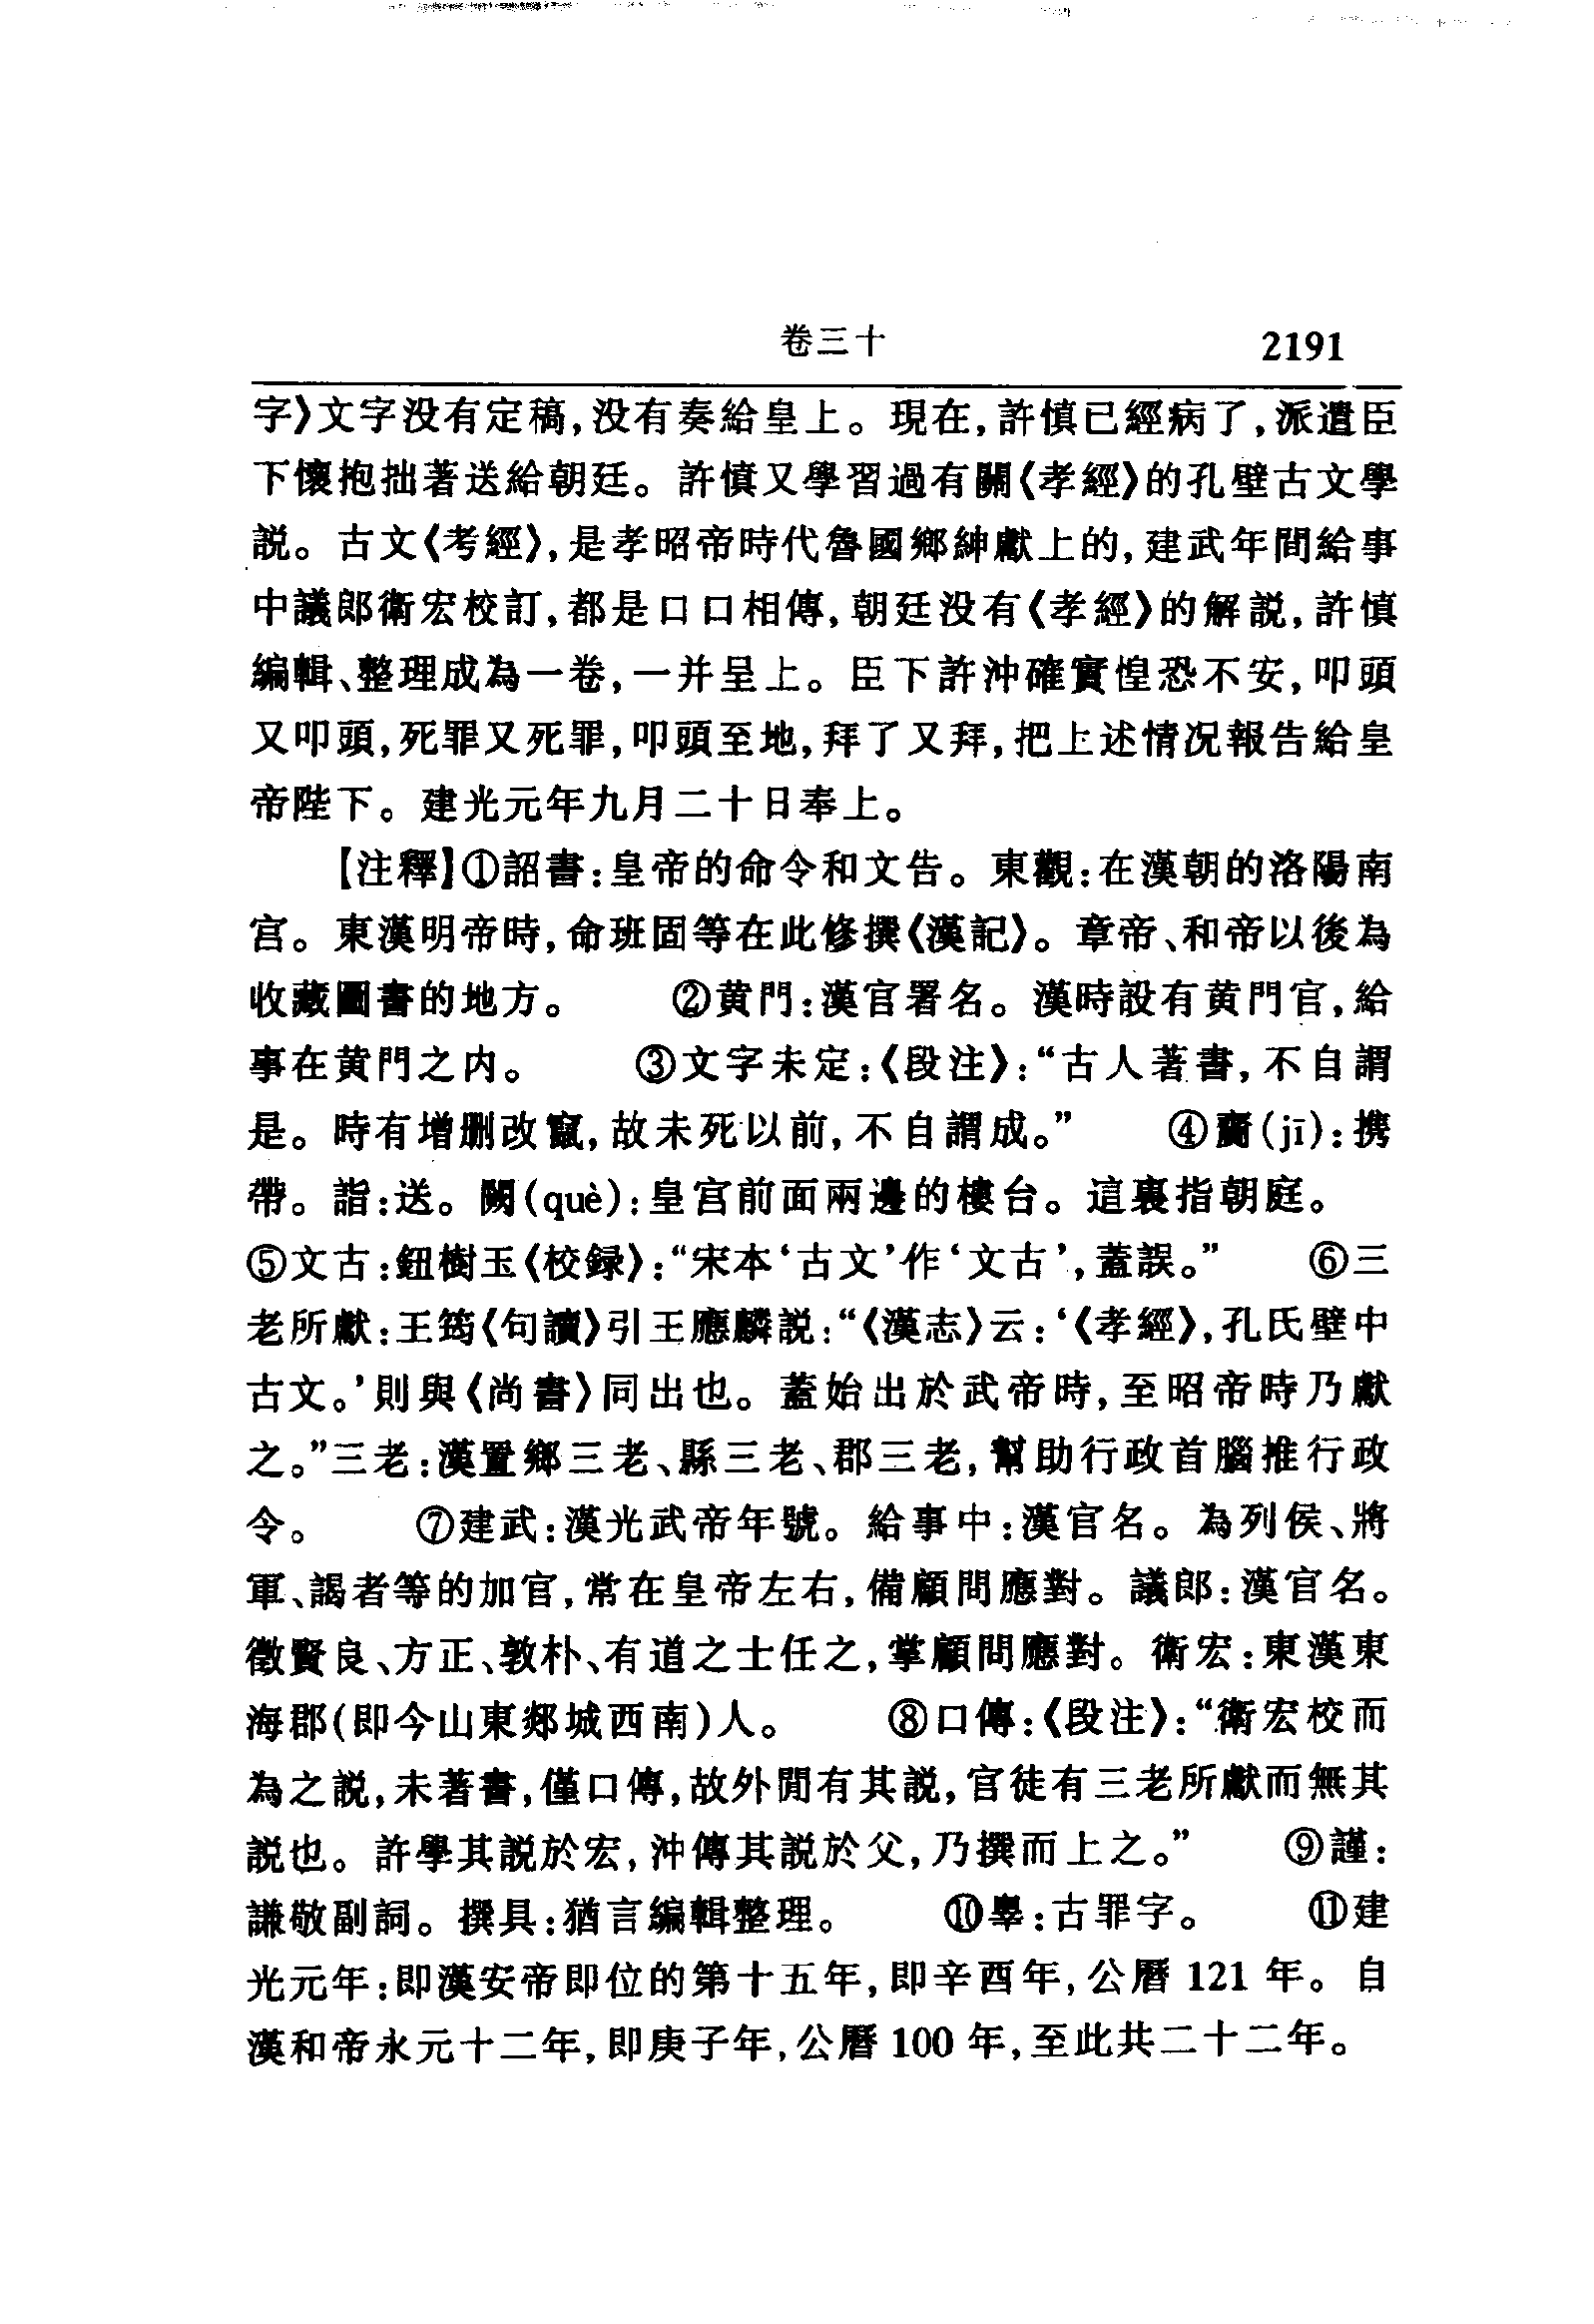 卷三十 2191
字》文字没有定稿,没有奏給皇上。現在,許慎已經病了,派遣臣
下懷抱拙著送給朝廷。許慎又學習過有關《孝經》的孔壁古文學
説。古文《考經》,是孝昭帝時代魯國鄉紳獻上的,建武年間給事
中議郎衛宏校訂,都是口口相傳,朝廷没有《孝經》的解説,許慎
編輯、整理成為一卷,一并呈上。臣下許沖確實惶恐不安,叩頭
又叩頭,死罪又死罪,叩頭至地,拜了又拜,把上述情况報告給皇
帝陛下。建光元年九月二十日奉上。
【注釋】①詔書:皇帝的命令和文告。東觀:在漢朝的洛陽南
宫。東漢明帝時,命班固等在此修撰《漢記》。章帝、和帝以後為
收藏圖書的地方。 ②黄門:漢官署名。漢時設有黄門官,給
事在黄門之内。 ③文字未定:《段注》:“古人著書,不自謂
是。時有增删改竄,故未死以前,不自謂成。” ④齎(jī):携
帶。詣:送。闕(què):皇宫前面兩邊的樓台。這裏指朝庭。
⑤文古:鈕樹玉《校録》:“宋本‘古文’作‘文古’,蓋誤。” ⑥三
老所獻:王筠《句讀》引王應麟説:“《漢志》云:‘《孝經》,孔氏壁中
古文。’則與《尚書》同出也。蓋始出於武帝時,至昭帝時乃獻
之。”三老:漢置鄉三老、縣三老、郡三老,幫助行政首腦推行政
令。 ⑦建武:漢光武帝年號。給事中:漢官名。為列侯、將
軍、謁者等的加官,常在皇帝左右,備顧問應對。議郎:漢官名。
徵賢良、方正、敦朴、有道之士任之,掌顧問應對。衛宏:東漢東
海郡(即今山東郯城西南)人。 ⑧口傳:《段注》:“衛宏校而
為之説,未著書,僅口傳,故外閒有其説,官徒有三老所獻而無其
説也。許學其説於宏,沖傳其説於父,乃撰而上之。” ⑨謹:
謙敬副詞。撰具:猶言編輯整理。 ⑩辠:古罪字。 ⑪建
光元年:即漢安帝即位的第十五年,即辛酉年,公曆 121 年。自
漢和帝永元十二年,即庚子年,公曆 100 年,至此共二十二年。